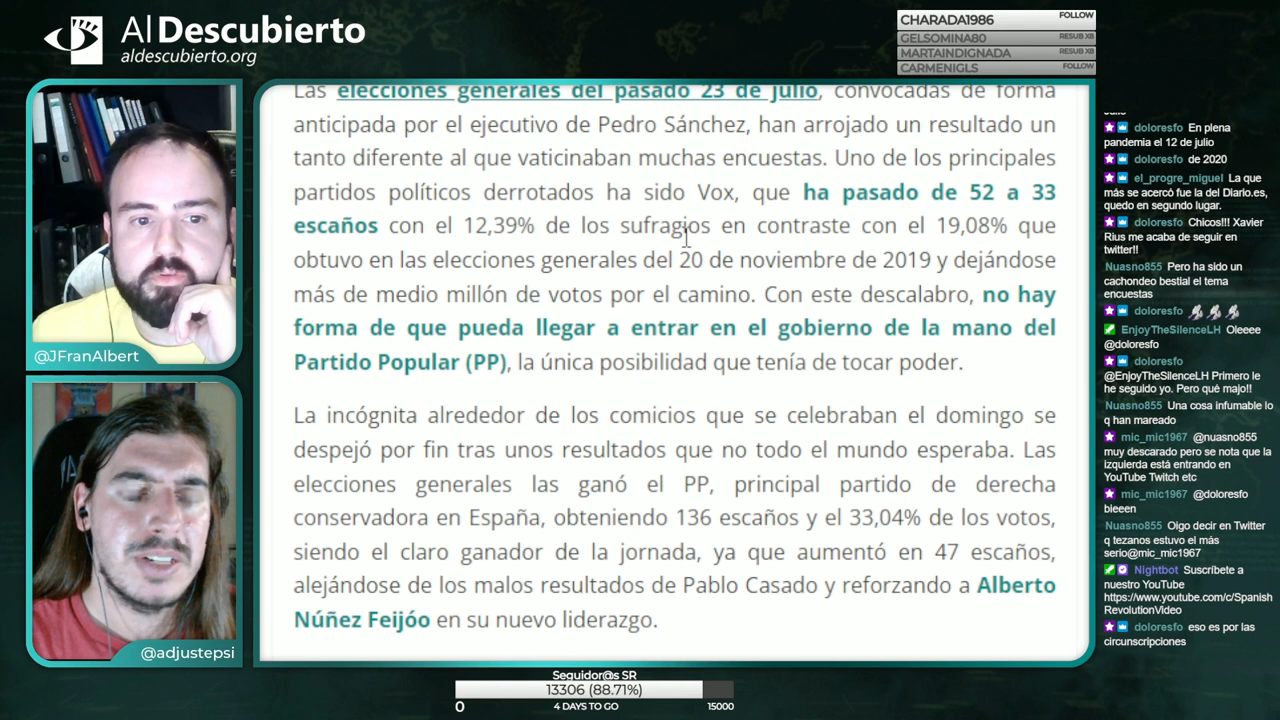 Al Descubierto
aldescubierto.org
CHARADA1986 FOLLOW
GELSOMINA80 RESUB X8
MARTAINDIGNADA RESUB X8
CARMENIGLS FOLLOW
@JFranAlbert
@adjustepsi
Las elecciones generales del pasado 23 de julio, convocadas de forma
anticipada por el ejecutivo de Pedro Sánchez, han arrojado un resultado un
tanto diferente al que vaticinaban muchas encuestas. Uno de los principales
partidos políticos derrotados ha sido Vox, que ha pasado de 52 a 33
escaños con el 12,39% de los sufragios en contraste con el 19,08% que
obtuvo en las elecciones generales del 20 de noviembre de 2019 y dejándose
más de medio millón de votos por el camino. Con este descalabro, no hay
forma de que pueda llegar a entrar en el gobierno de la mano del
Partido Popular (PP), la única posibilidad que tenía de tocar poder.
La incógnita alrededor de los comicios que se celebraban el domingo se
despejó por fin tras unos resultados que no todo el mundo esperaba. Las
elecciones generales las ganó el PP, principal partido de derecha
conservadora en España, obteniendo 136 escaños y el 33,04% de los votos,
siendo el claro ganador de la jornada, ya que aumentó en 47 escaños,
alejándose de los malos resultados de Pablo Casado y reforzando a Alberto
Núñez Feijóo en su nuevo liderazgo.
doloresfo En plena
pandemia el 12 de julio
doloresfo de 2020
el_progre_miguel La que
más se acercó fue la del Diario.es,
quedo en segundo lugar.
doloresfo Chicos!!! Xavier
Rius me acaba de seguir en
twitter!!
Nuasno855 Pero ha sido un
cachondeo bestial el tema
encuestas
doloresfo
EnjoyTheSilenceLH Oleeee
@doloresfo
doloresfo
@EnjoyTheSilenceLH Primero le
he seguido yo. Pero qué majo!!
Nuasno855 Una cosa infumable lo
q han mareado
mic_mic1967 @nuasno855
muy descarado pero se nota que la
izquierda está entrando en
YouTube Twitch etc
mic_mic1967 @doloresfo
bleeen
Nuasno855 Oigo decir en Twitter
q tezanos estuvo el más
serio@mic_mic1967
Nightbot Suscríbete a
nuestro YouTube
https://www.youtube.com/c/Spanish
RevolutionVideo
doloresfo eso es por las
circunscripciones
Seguidor@s SR
13306 (88.71%)
0 4 DAYS TO GO 15000